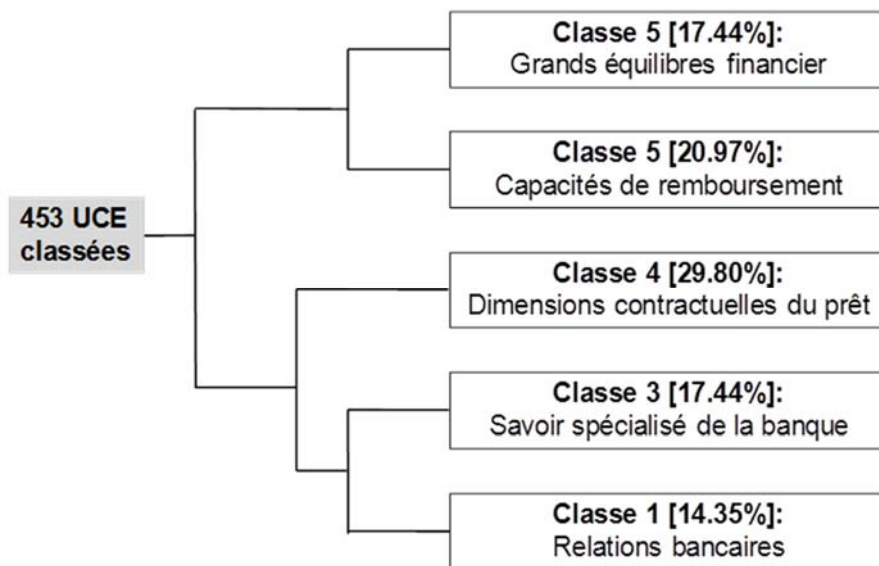 Classe 5 [17.44%]:
Grands équilibres financier
Classe 5 [20.97%]:
Capacités de remboursement
453 UCE
classées
Classe 4 [29.80%]:
Dimensions contractuelles du prêt
Classe 3 [17.44%]:
Savoir spécialisé de la banque
Classe 1 [14.35%]:
Relations bancaires